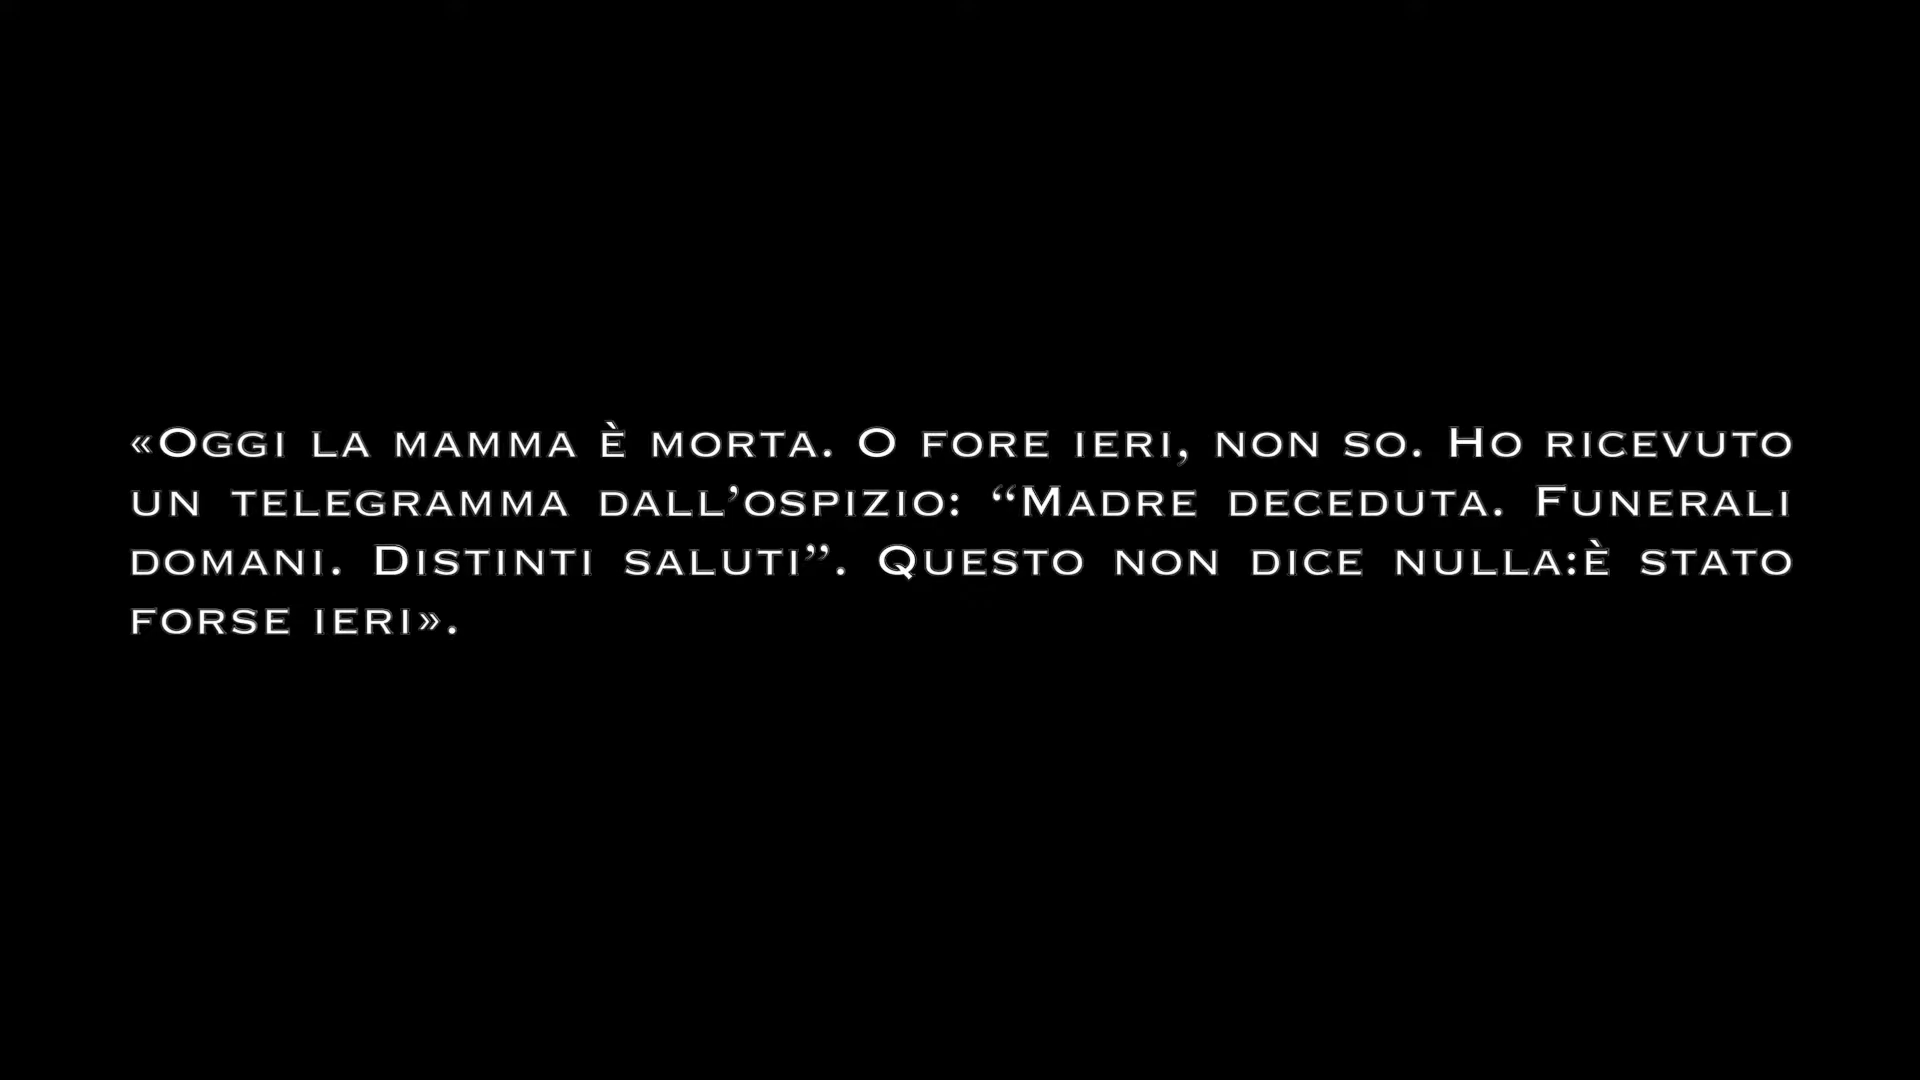 «Oggi la mamma è morta. O fore ieri, non so. Ho ricevuto
un telegramma dall’ospizio: “Madre deceduta. Funerali
domani. Distinti saluti”. Questo non dice nulla:è stato
forse ieri».